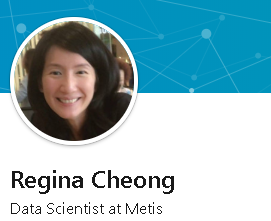 Regina Cheong
Data Scientist at Metis